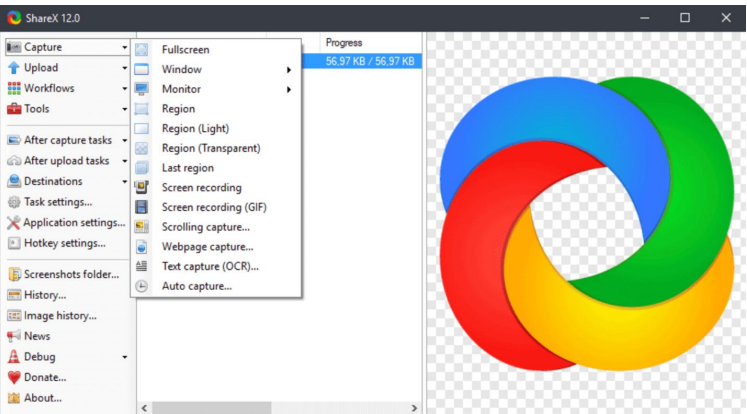 ShareX 12.0
Capture
Upload
Workflows
Tools
After capture tasks
After upload tasks
Destinations
Task settings...
Application settings...
Hotkey settings...
Screenshots folder...
History...
Image history...
News
Debug
Donate...
About...
Fullscreen
Window
Monitor
Region
Region (Light)
Region (Transparent)
Last region
Screen recording
Screen recording (GIF)
Scrolling capture...
Webpage capture...
Text capture (OCR)...
Auto capture...
Progress
56,97 KB / 56,97 KB